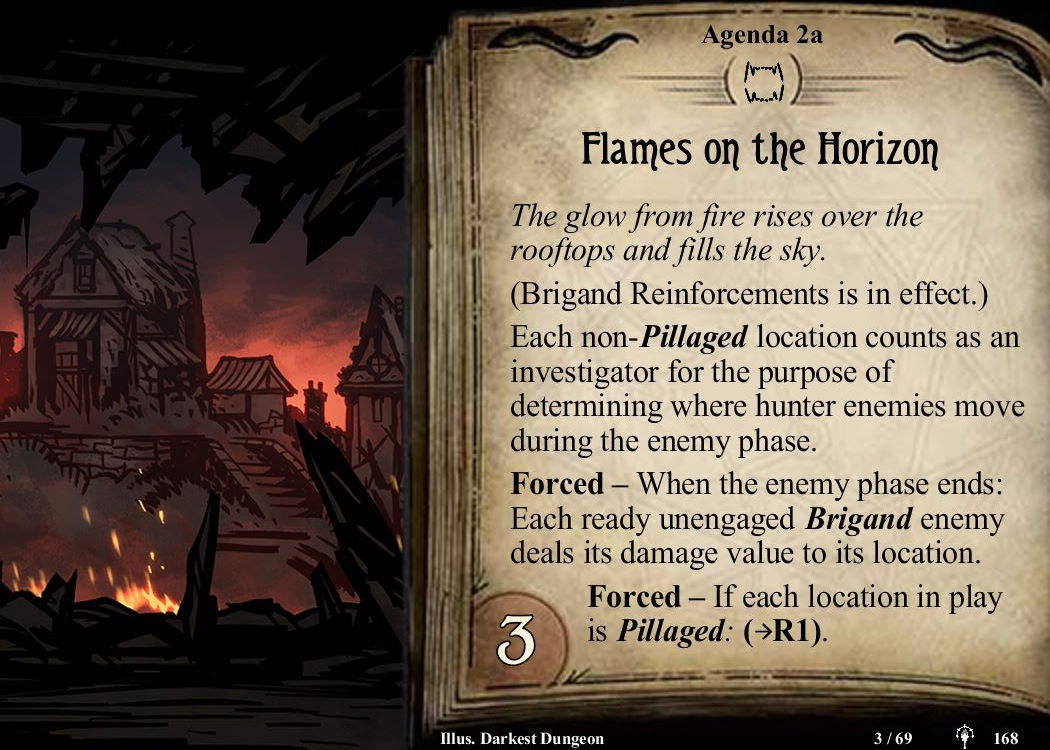 Agenda 2a
Flames on the Horizon
The glow from fire rises over the
rooftops and fills the sky.
(Brigand Reinforcements is in effect.)
Each non-Pillaged location counts as an
investigator for the purpose of
determining where hunter enemies move
during the enemy phase.
Forced – When the enemy phase ends:
Each ready unengaged Brigand enemy
deals its damage value to its location.
Forced – If each location in play
is Pillaged: (→R1).
3
Illus. Darkest Dungeon
3 / 69
168